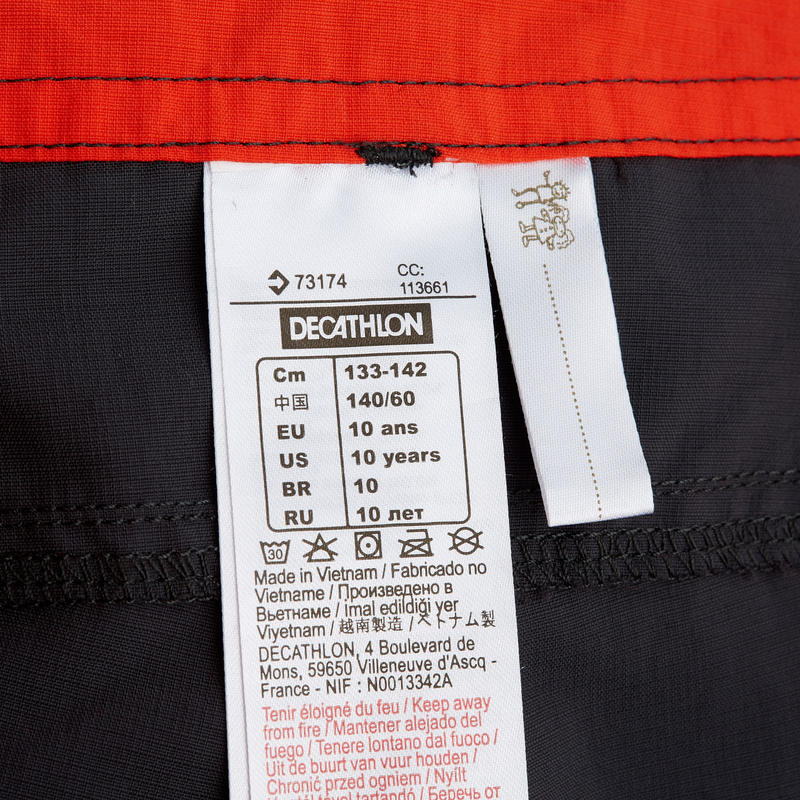 73174
CC:
113661
DECATHLON
Cm 133-142
中国 140/60
EU 10 ans
US 10 years
BR 10
RU 10 лет
30
Made in Vietnam / Fabricado no
Vietname / Произведено в
Вьетнаме / imal edildiği yer
Viyetnam / 越南製造 / ベトナム製
DECATHLON, 4 Boulevard de
Mons, 59650 Villeneuve d'Ascq -
France - NIF : N0013342A
Tenir éloigné du feu / Keep away
from fire / Mantener alejado del
fuego / Tenere lontano dal fuoco /
Uit de buurt van vuur houden /
Chronić przed ogniem / Nyílt
tartandó / Беречь от